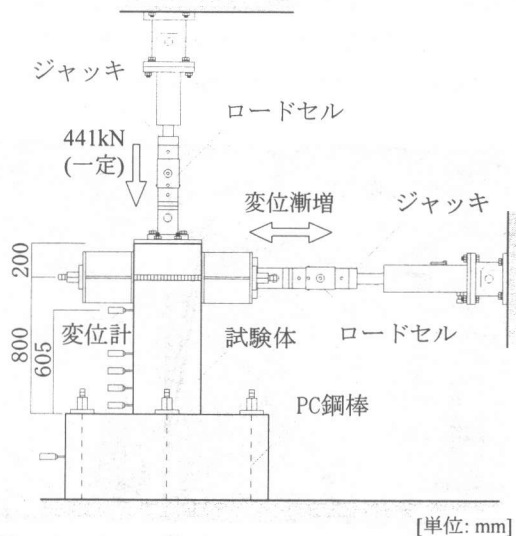 ジャッキ
ロードセル
441kN
(一定)
変位漸増
ジャッキ
200
800
605
変位計
試験体
ロードセル
PC鋼棒
[単位: mm]